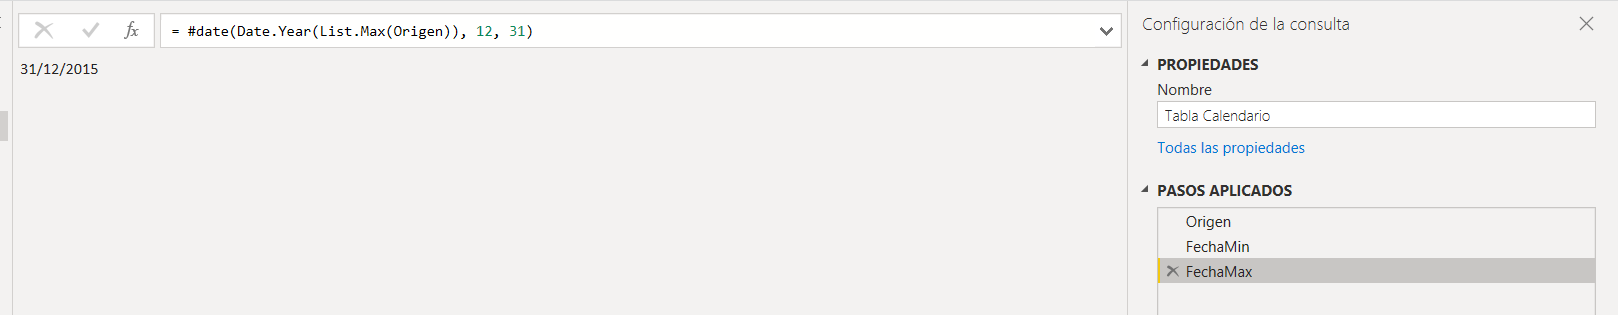 fx
= #date(Date.Year(List.Max(Origen)), 12, 31)
31/12/2015
Configuración de la consulta
PROPIEDADES
Nombre
Tabla Calendario
Todas las propiedades
PASOS APLICADOS
Origen
FechaMin
FechaMax